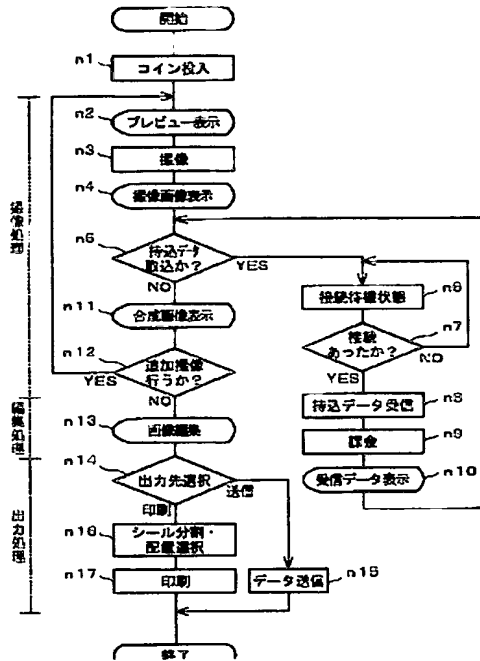 開始
n1
コイン投入
n2
プレビュー表示
n3
撮像
n4
撮像画像表示
撮像処理
n5
持込データ
取込か？
YES
NO
n6
接続待機状態
n7
接続
あったか？
NO
YES
n8
持込データ受信
n9
課金
n10
受信データ表示
n11
合成画像表示
n12
追加撮像
行うか？
YES
NO
編集処理
n13
画像編集
出力処理
n14
出力先選択
送信
印刷
n16
シール分割・
配置選択
n17
印刷
n15
データ送信
終了